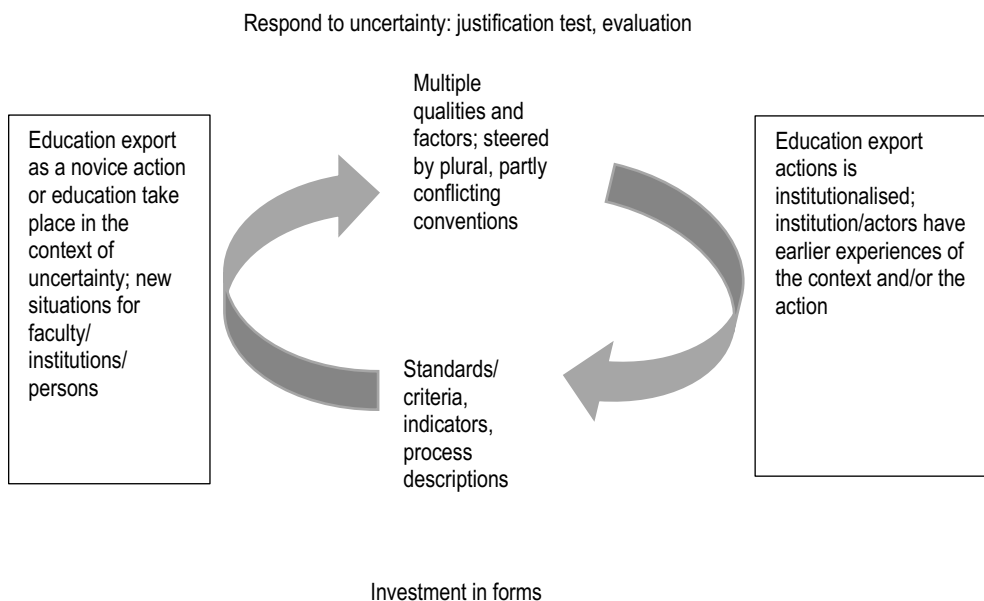 Respond to uncertainty: justification test, evaluation
Multiple
qualities and
factors; steered
by plural, partly
conflicting
conventions
Education export
as a novice action
or education take
place in the
context of
uncertainty; new
situations for
faculty/
institutions/
persons
Education export
actions is
institutionalised;
institution/actors have
earlier experiences of
the context and/or the
action
Standards/
criteria,
indicators,
process
descriptions
Investment in forms